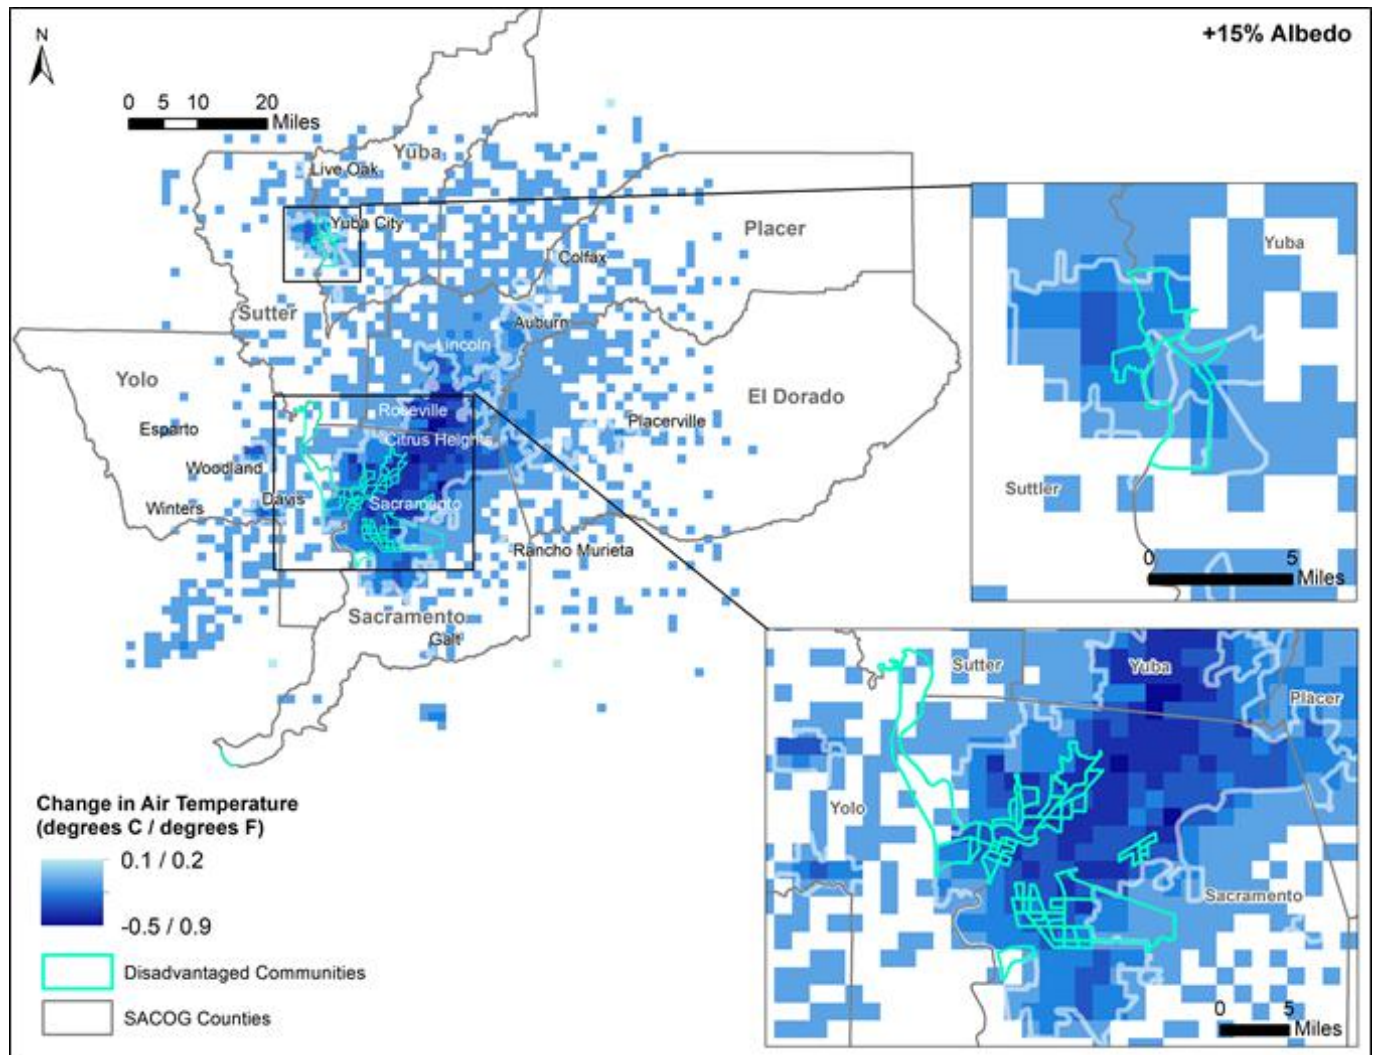 +15% Albedo
N
0 5 10 20
Miles
Yuba
Live Oak
Yuba City
Placer
Colfax
Sutter
Auburn
Lincoln
Yolo
El Dorado
Roseville
Placerville
Esparto
Citrus Heights
Woodland
Davis
Sacramento
Winters
Rancho Murieta
Sacramento
Galt
Yuba
Suttler
0 5
Miles
Sutter
Yuba
Placer
Yolo
Sacramento
0 5
Miles
Change in Air Temperature
(degrees C / degrees F)
0.1 / 0.2
-0.5 / 0.9
Disadvantaged Communities
SACOG Counties